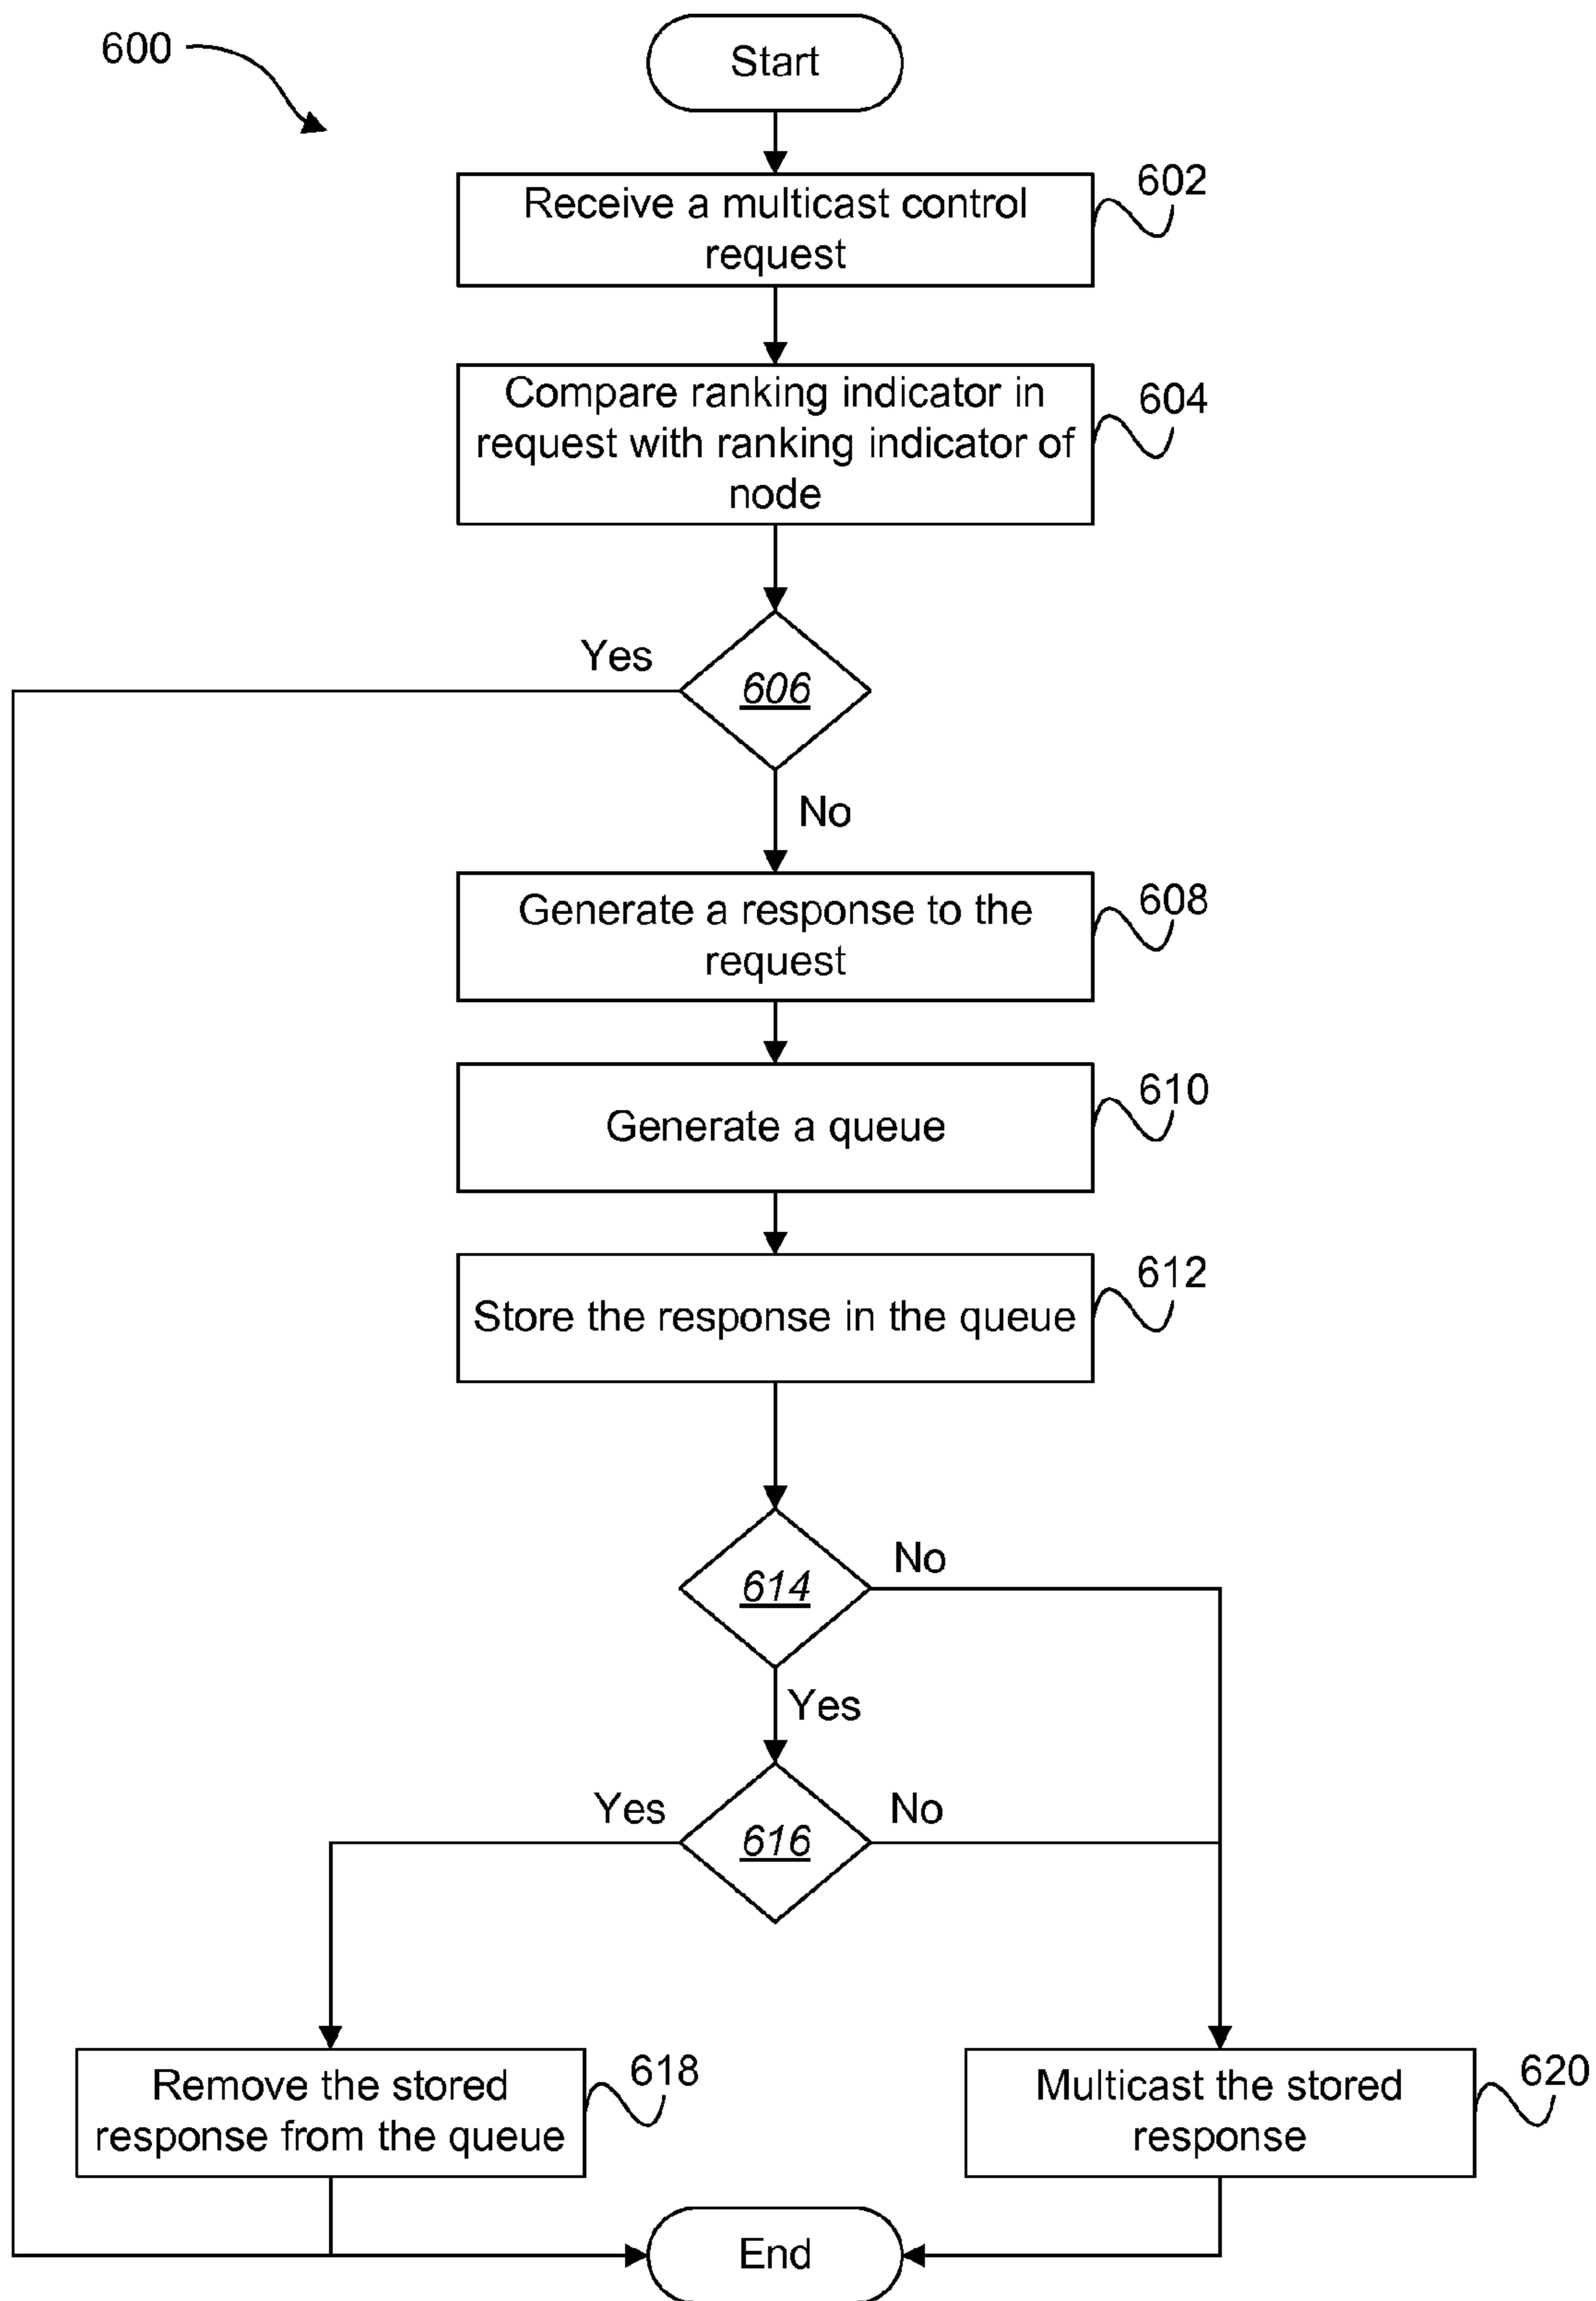 600
Start
Receive a multicast control
request
602
Compare ranking indicator in
request with ranking indicator of
node
604
Yes
606
No
Generate a response to the
request
608
Generate a queue
610
Store the response in the queue
612
614
No
Yes
Yes
616
No
Remove the stored
response from the queue
618
Multicast the stored
response
620
End